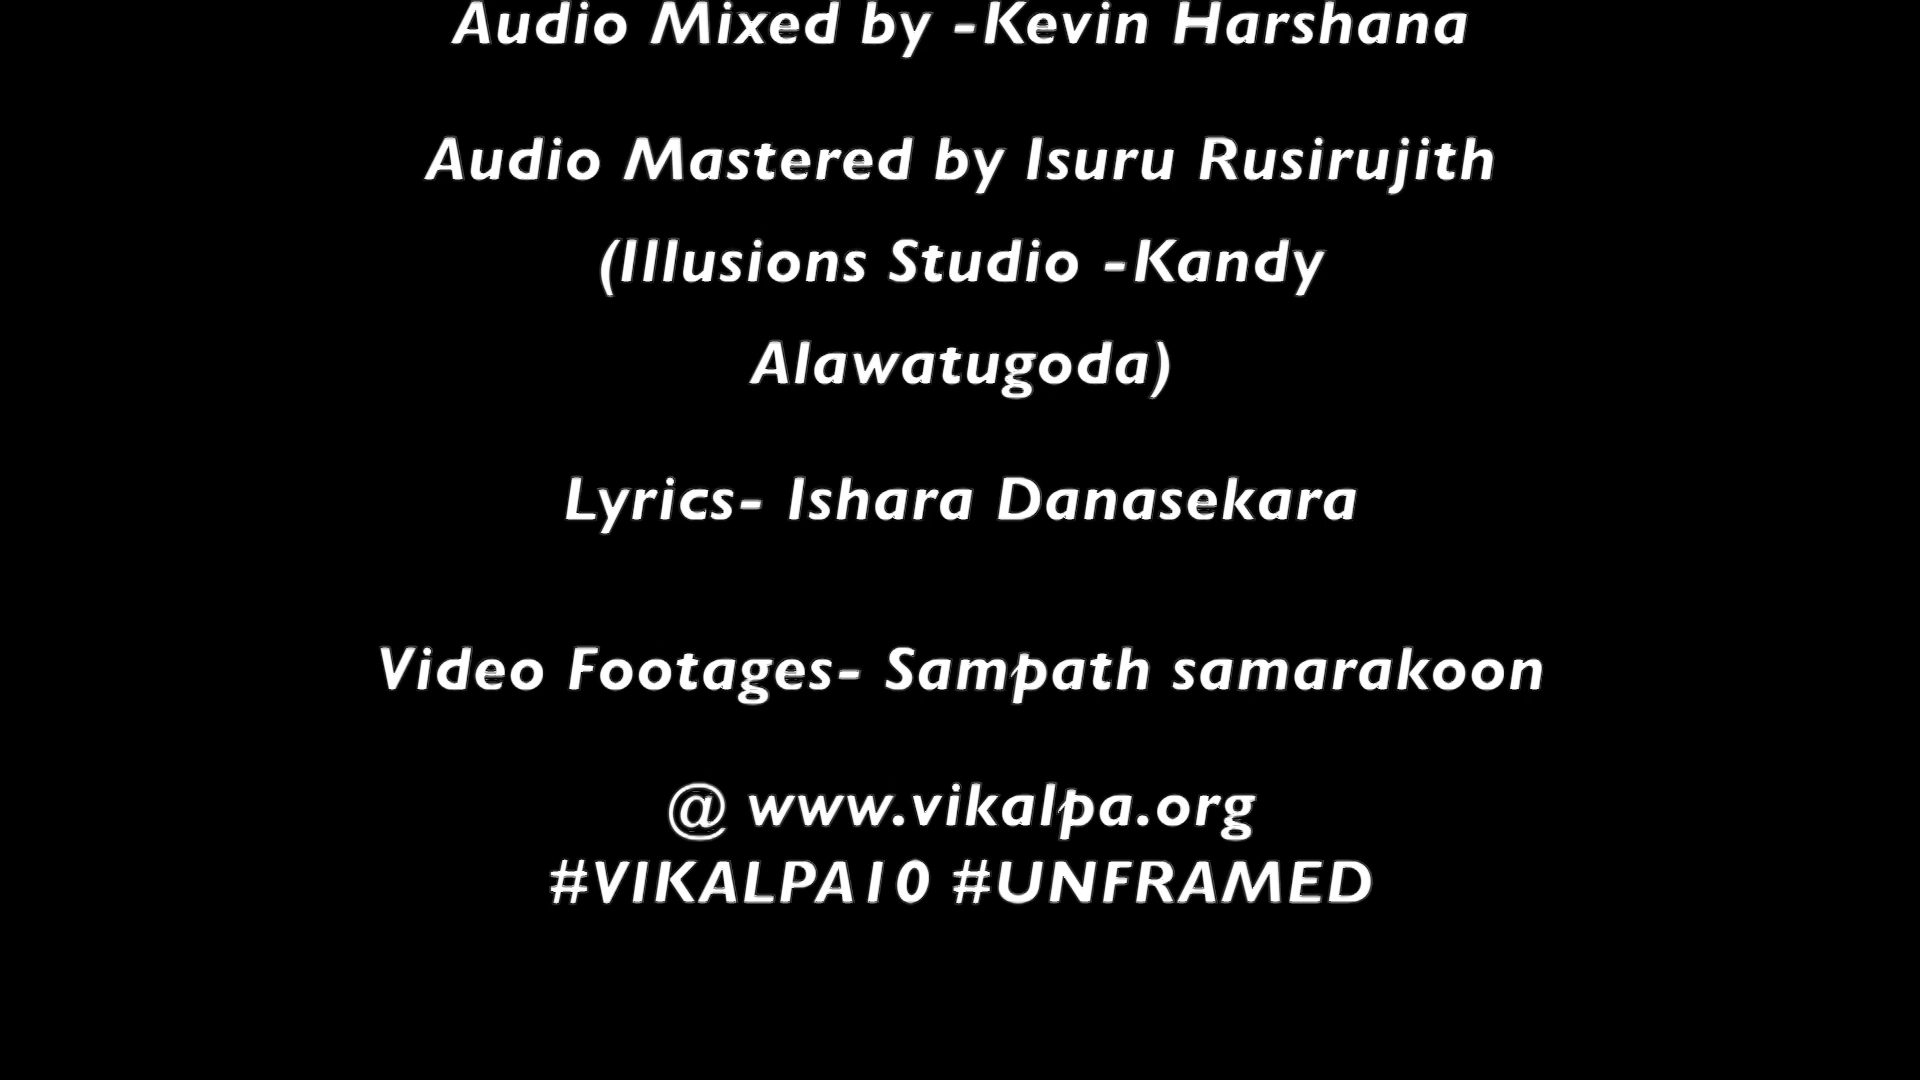 Audio Mixed by -Kevin Harshana
Audio Mastered by Isuru Rusirujith
(Illusions Studio -Kandy
Alawatugoda)
Lyrics- Ishara Danasekara
Video Footages- Sampath samarakoon
@ www.vikalpa.org
#VIKALPA10 #UNFRAMED